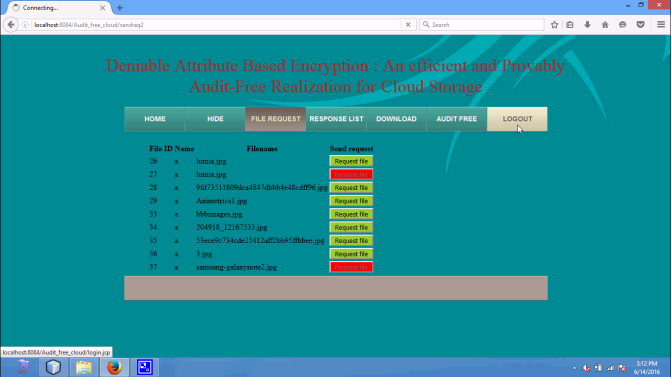 Connecting...
localhost:8084/Audit_free_cloud/sendreq2
Search
Deniable Attribute Based Encryption : An efficient and Provably
Audit-Free Realization for Cloud Storage
HOME HIDE FILE REQUEST RESPONSE LIST DOWNLOAD AUDIT FREE LOGOUT
File ID Name Filename Send request
26 a lumia.jpg Request file
27 a lumia.jpg Request file
28 a 9fd73511809dca4847dbbb4e48cdff96.jpg Request file
29 a Animetrics1.jpg Request file
33 a bbbimages.jpg Request file
34 a 204918_12167533.jpg Request file
35 a 53ece9c734cde25412aff2bb95ffbbee.jpg Request file
36 a 3.jpg Request file
37 a samsung-galaxynote2.jpg Request file
localhost:8084/Audit_free_cloud/login.jsp
3:12 PM
6/14/2016